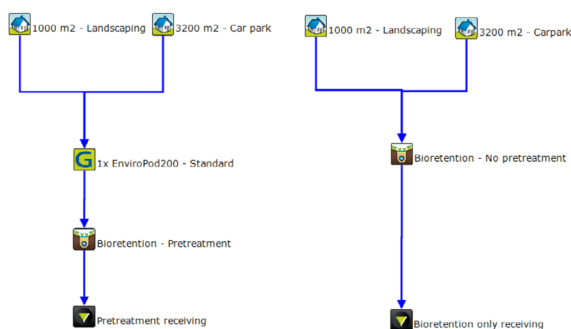 1000 m2 - Landscaping
3200 m2 - Car park
1x EnviroPod200 - Standard
Bioretention - Pretreatment
Pretreatment receiving
1000 m2 - Landscaping
3200 m2 - Carpark
Bioretention - No pretreatment
Bioretention only receiving